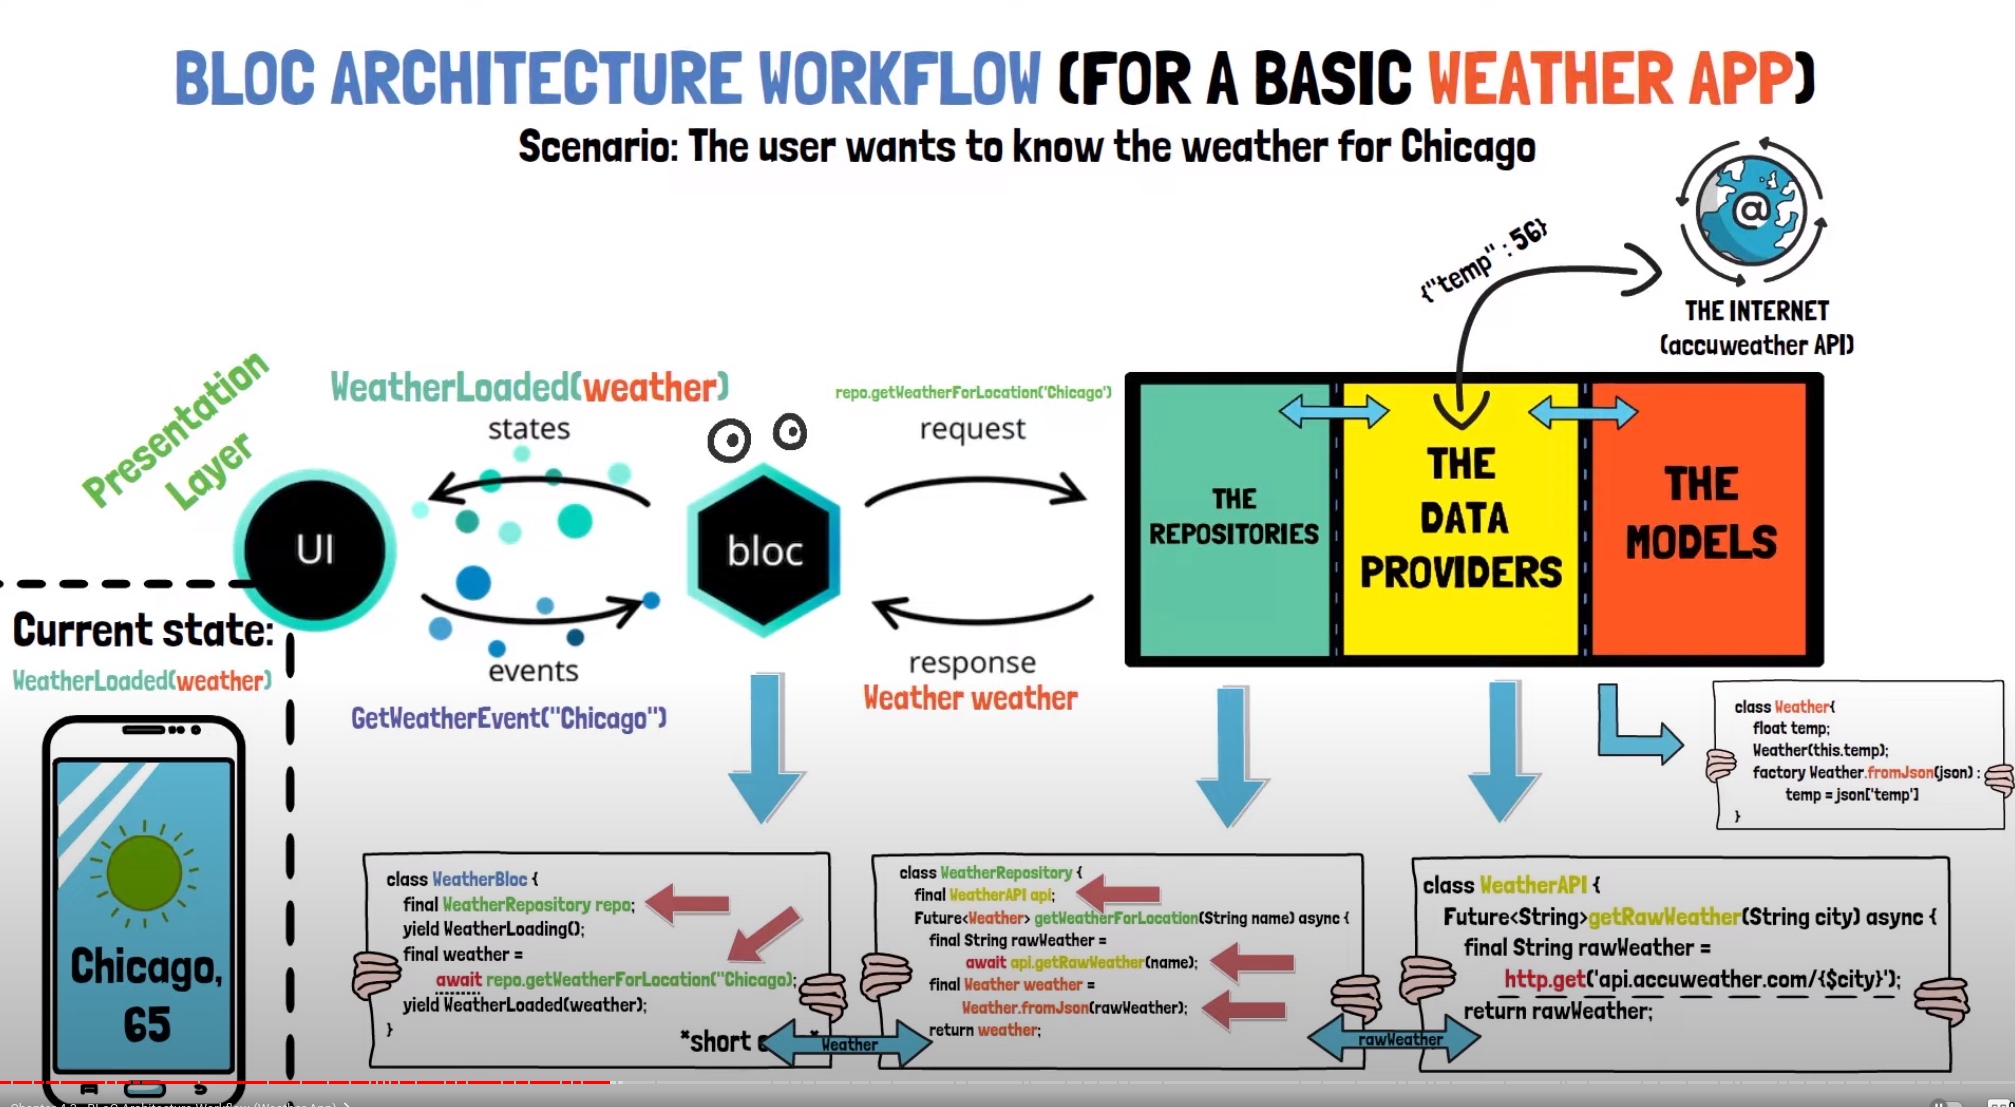 BLOC ARCHITECTURE WORKFLOW (FOR A BASIC WEATHER APP)
Scenario: The user wants to know the weather for Chicago
{"temp" : 56}
THE INTERNET
(accuweather API)
Presentation
Layer
WeatherLoaded(weather)
states
repo.getWeatherForLocation('Chicago')
request
UI
bloc
THE
REPOSITORIES
THE
DATA
PROVIDERS
THE
MODELS
Current state:
WeatherLoaded(weather)
events
GetWeatherEvent("Chicago")
response
Weather weather
class Weather{
float temp;
Weather(this.temp);
factory Weather.fromJson(json) :
temp = json['temp']
}
Chicago,
65
class WeatherBloc {
final WeatherRepository repo;
yield WeatherLoading();
final weather =
await repo.getWeatherForLocation("Chicago);
yield WeatherLoaded(weather);
}
*short
*
Weather
class WeatherRepository {
final WeatherAPI api;
Future<Weather> getWeatherForLocation(String name) async {
final String rawWeather =
await api.getRawWeather(name);
final Weather weather =
Weather.fromJson(rawWeather);
return weather;
rawWeather
class WeatherAPI {
Future<String>getRawWeather(String city) async {
final String rawWeather =
http.get('api.accuweather.com/{$city}');
return rawWeather;
BLoC Architecture Workflow (Weather App)